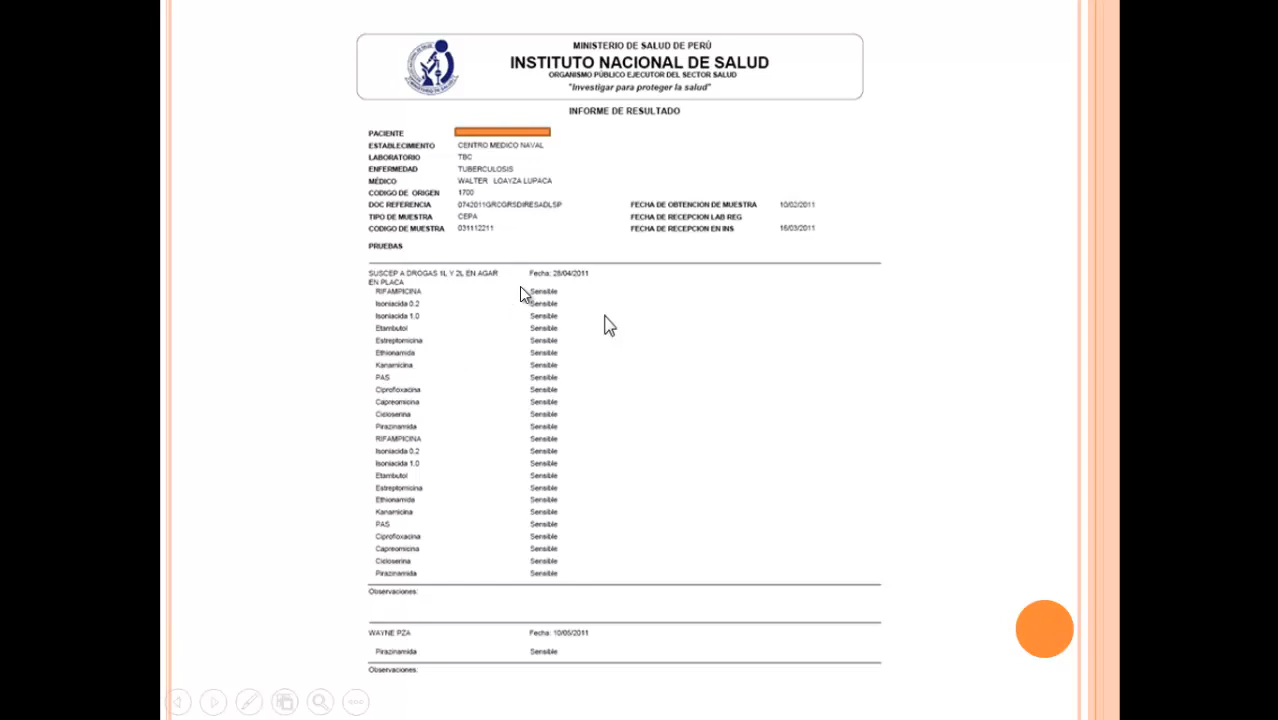 MINISTERIO DE SALUD DE PERÚ
INSTITUTO NACIONAL DE SALUD
ORGANISMO PÚBLICO EJECUTOR DEL SECTOR SALUD
"Investigar para proteger la salud"
INFORME DE RESULTADO
PACIENTE
ESTABLECIMIENTO CENTRO MEDICO NAVAL
LABORATORIO TBC
ENFERMEDAD TUBERCULOSIS
MÉDICO WALTER LOAYZA LUPACA
CODIGO DE ORIGEN 1700
DOC REFERENCIA 0742011GRCGRSDIRESADLSP FECHA DE OBTENCION DE MUESTRA 10/02/2011
TIPO DE MUESTRA CEPA FECHA DE RECEPCION LAB REG
CODIGO DE MUESTRA 031112211 FECHA DE RECEPCION EN INS 16/03/2011
PRUEBAS
SUSCEP A DROGAS 1L Y 2L EN AGAR Fecha: 28/04/2011
EN PLACA
RIFAMPICINA Sensible
Isoniacida 0.2 Sensible
Isoniacida 1.0 Sensible
Etambutol Sensible
Estreptomicina Sensible
Ethionamida Sensible
Kanamicina Sensible
PAS Sensible
Ciprofloxacina Sensible
Capreomicina Sensible
Cicloserina Sensible
Pirazinamida Sensible
RIFAMPICINA Sensible
Isoniacida 0.2 Sensible
Isoniacida 1.0 Sensible
Etambutol Sensible
Estreptomicina Sensible
Ethionamida Sensible
Kanamicina Sensible
PAS Sensible
Ciprofloxacina Sensible
Capreomicina Sensible
Cicloserina Sensible
Pirazinamida Sensible
Observaciones:
WAYNE PZA Fecha: 10/05/2011
Pirazinamida Sensible
Observaciones: